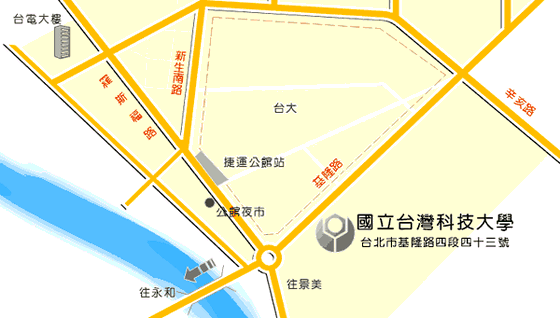 台電大樓
新生南路
羅斯福路
台大
辛亥路
捷運公館站
基隆路
公館夜市
國立台灣科技大學
台北市基隆路四段四十三號
往永和
往景美